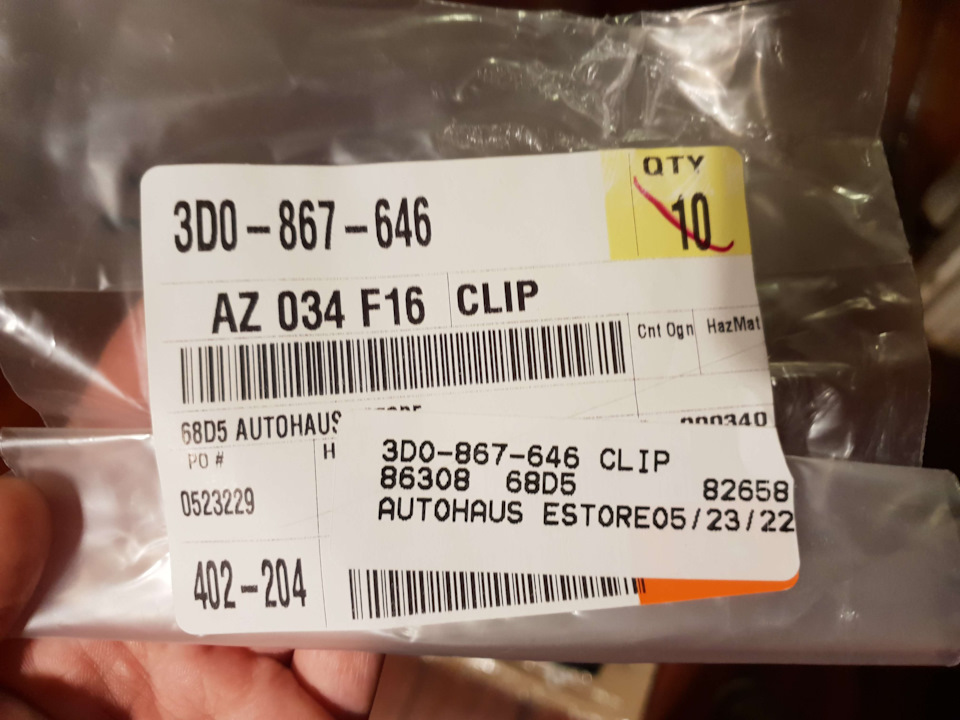 QTY
3D0-867-646
10
AZ 034 F16 CLIP
Cnt Ogn HazMat
68D5 AUTOHAUS
000340
PO # H
0523229
402-204
3D0-867-646 CLIP
86308 68D5 82658
AUTOHAUS ESTORE05/23/22